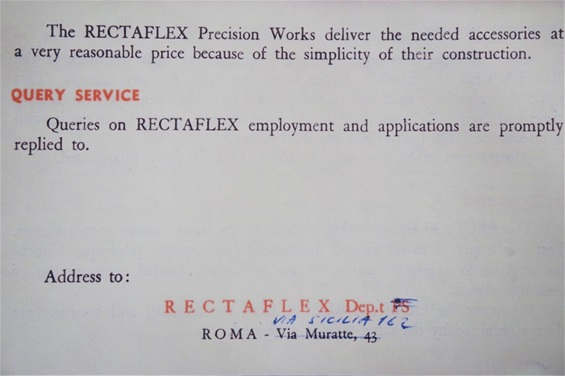 The RECTAFLEX Precision Works deliver the needed accessories at
a very reasonable price because of the simplicity of their construction.
QUERY SERVICE
Queries on RECTAFLEX employment and applications are promptly
replied to.
Address to:
RECTAFLEX Dep.t FS
VIA SICILIA 162
ROMA - Via Muratte, 43